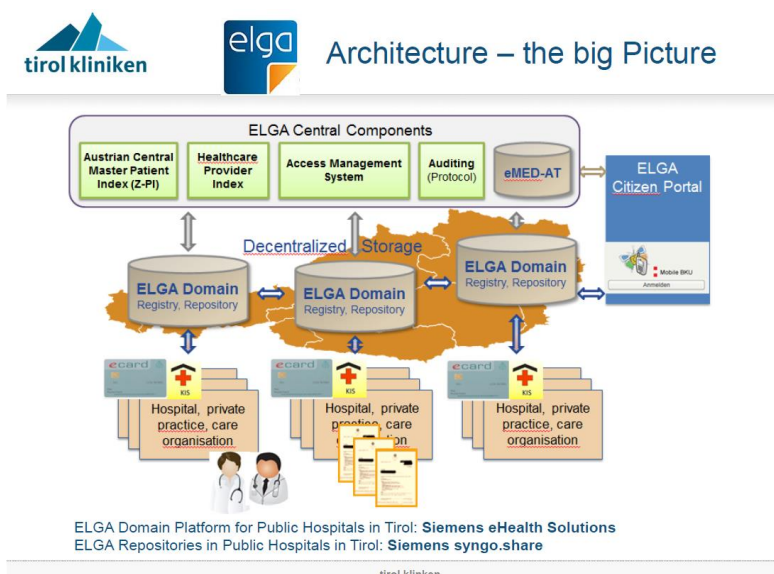 tirol kliniken
elga
Architecture – the big Picture
ELGA Central Components
Austrian Central
Master Patient
Index (Z-PI)
Healthcare
Provider
Index
Access Management
System
Auditing
(Protocol)
eMED-AT
ELGA
Citizen Portal
Mobile BKU
Anmelden
Decentralized Storage
ELGA Domain
Registry, Repository
ELGA Domain
Registry, Repository
ELGA Domain
Registry, Repository
ecard
KIS
Hospital, private
practice, care
organisation
ecard
KIS
Hospital, private
ecard
KIS
Hospital, private
practice, care
organisation
ELGA Domain Platform for Public Hospitals in Tirol: Siemens eHealth Solutions
ELGA Repositories in Public Hospitals in Tirol: Siemens syngo.share